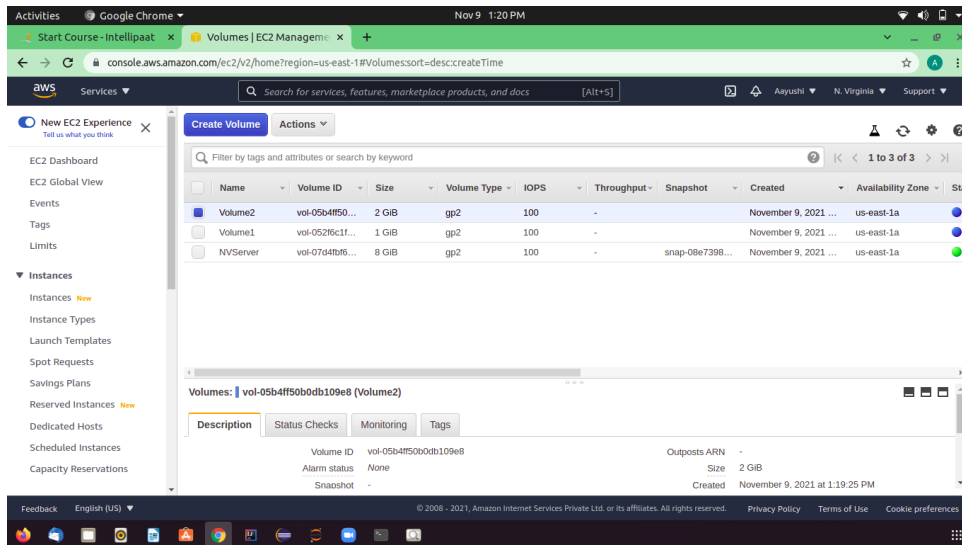 Activities Google Chrome ▾ Nov 9 1:20 PM
Start Course - Intellipaat × Volumes | EC2 Manageme × +
console.aws.amazon.com/ec2/v2/home?region=us-east-1#Volumes:sort=desc:createTime A
aws Services ▼ Search for services, features, marketplace products, and docs [Alt+S] Aayushi ▼ N. Virginia ▼ Support ▼
New EC2 Experience
Tell us what you think
Create Volume Actions
Filter by tags and attributes or search by keyword 1 to 3 of 3
Name Volume ID Size Volume Type IOPS Throughput Snapshot Created Availability Zone
Volume2 vol-05b4ff50... 2 GiB gp2 100 - November 9, 2021 ... us-east-1a
Volume1 vol-052f6c1f... 1 GiB gp2 100 - November 9, 2021 ... us-east-1a
NVServer vol-07d4fbf6... 8 GiB gp2 100 - snap-08e7398... November 9, 2021 ... us-east-1a
EC2 Dashboard
EC2 Global View
Events
Tags
Limits
▼ Instances
Instances New
Instance Types
Launch Templates
Spot Requests
Savings Plans
Reserved Instances New
Dedicated Hosts
Scheduled Instances
Capacity Reservations
Volumes: vol-05b4ff50b0db109e8 (Volume2)
Description Status Checks Monitoring Tags
Volume ID vol-05b4ff50b0db109e8 Outposts ARN -
Alarm status None Size 2 GiB
Snapshot - Created November 9, 2021 at 1:19:25 PM
Feedback English (US) ▼ © 2008 - 2021, Amazon Internet Services Private Ltd. or its affiliates. All rights reserved. Privacy Policy Terms of Use Cookie preferences